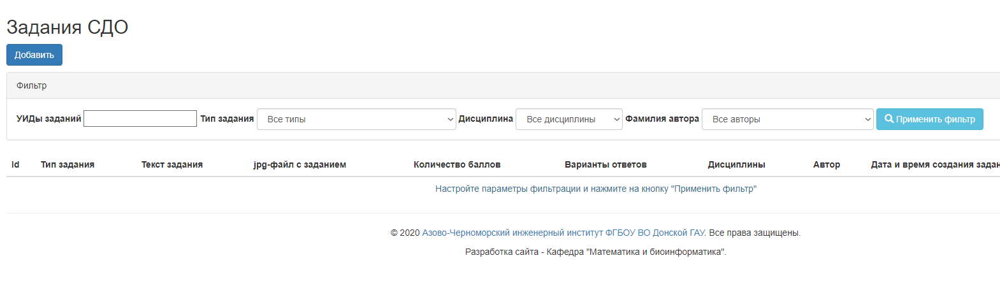 Задания СДО
Добавить
Фильтр
УИДы заданий Тип задания Все типы Дисциплина Все дисциплины Фамилия автора Все авторы Применить фильтр
Id Тип задания Текст задания jpg-файл с заданием Количество баллов Варианты ответов Дисциплины Автор Дата и время создания задан
Настройте параметры фильтрации и нажмите на кнопку "Применить фильтр"
© 2020 Азово-Черноморский инженерный институт ФГБОУ ВО Донской ГАУ. Все права защищены.
Разработка сайта - Кафедра "Математика и биоинформатика".